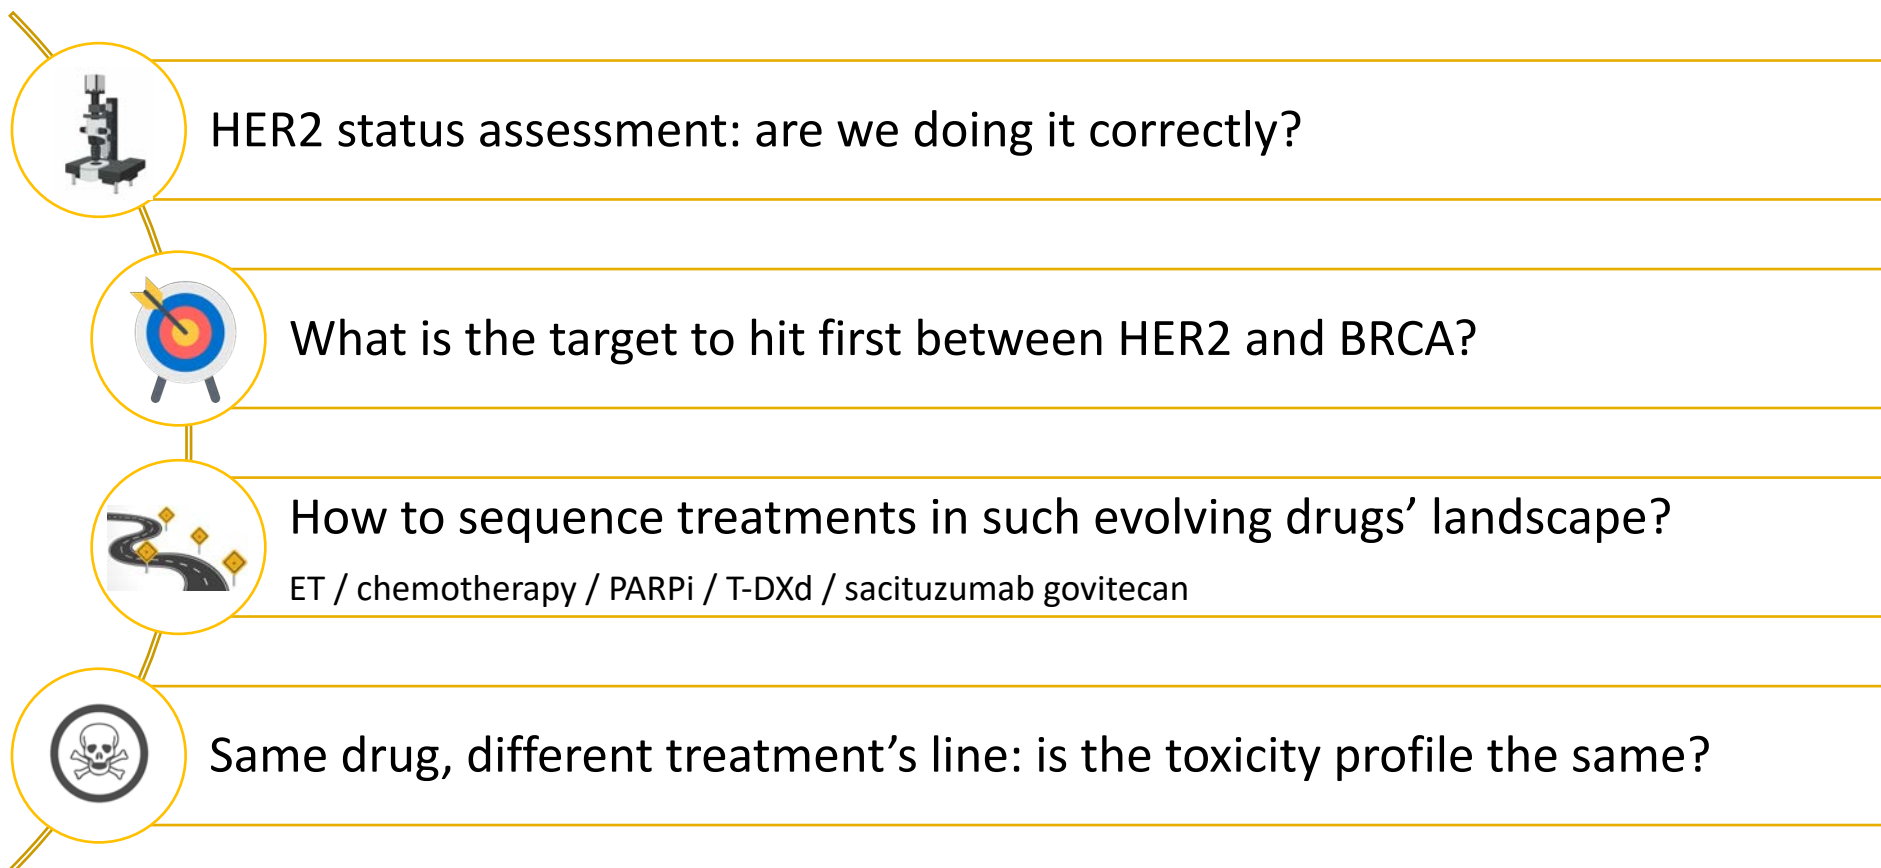 HER2 status assessment: are we doing it correctly?
What is the target to hit first between HER2 and BRCA?
How to sequence treatments in such evolving drugs’ landscape?
ET / chemotherapy / PARPi / T-DXd / sacituzumab govitecan
Same drug, different treatment’s line: is the toxicity profile the same?